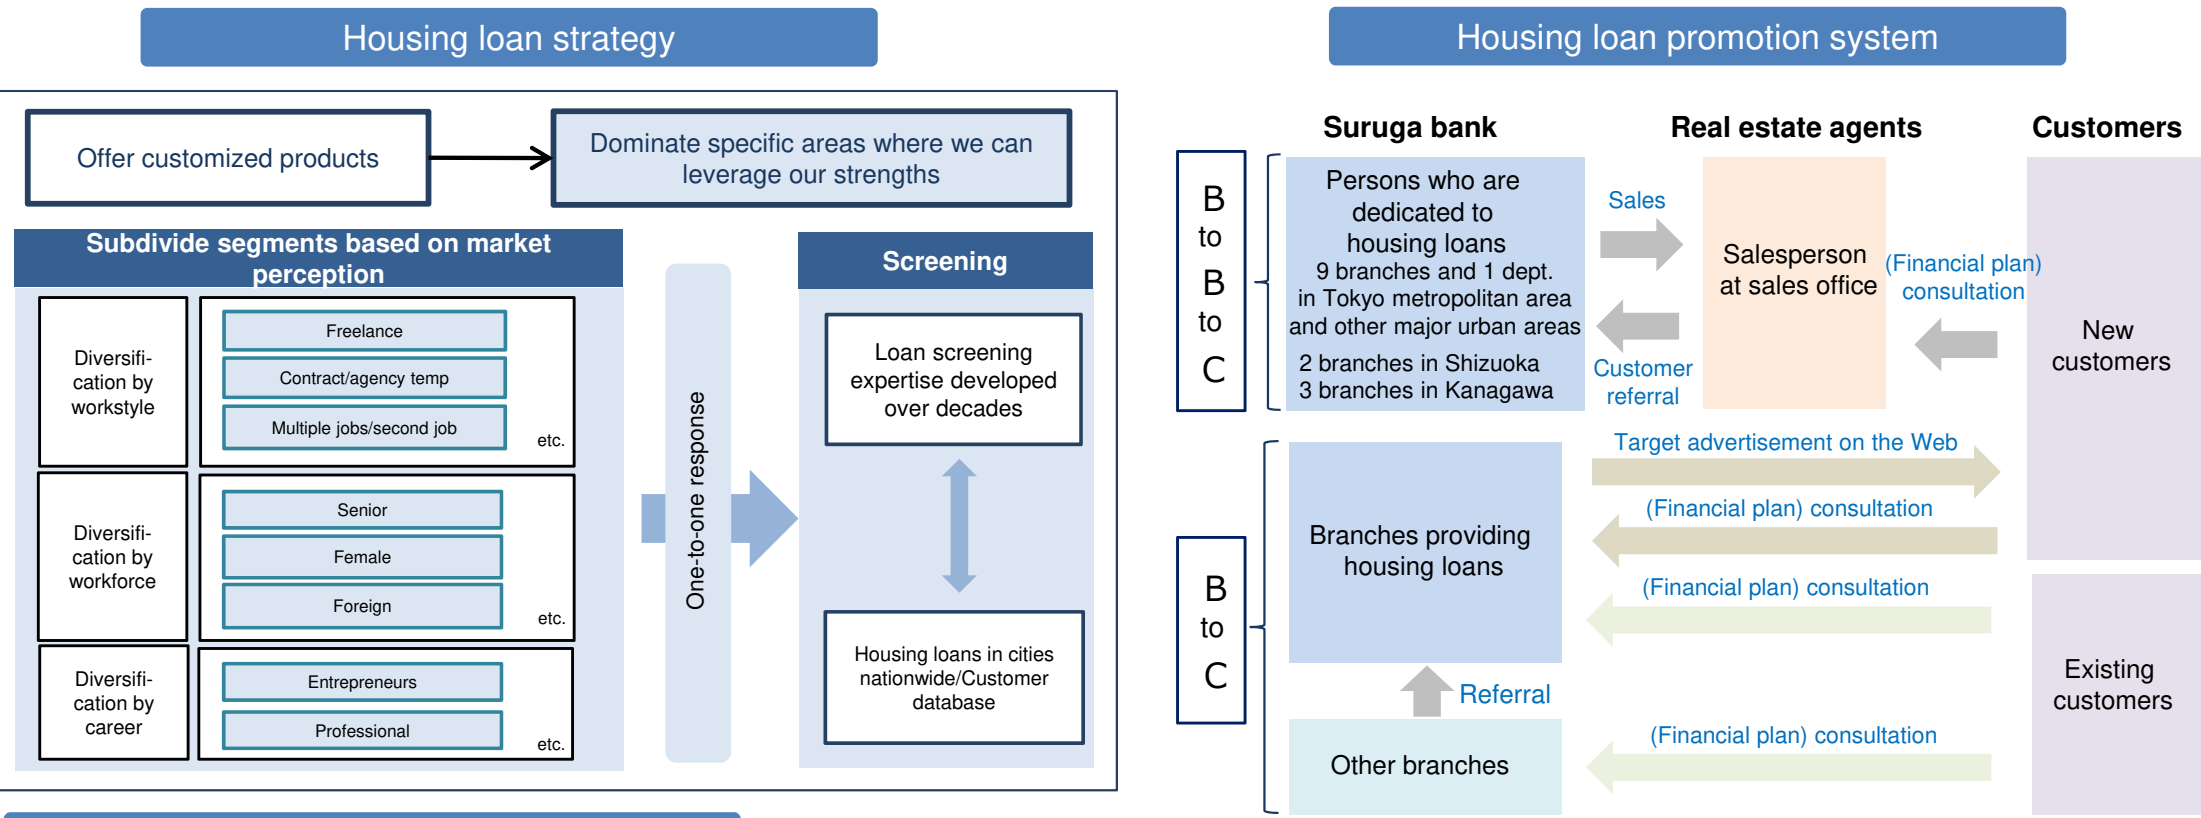 Housing loan strategy
Offer customized products
Dominate specific areas where we can
leverage our strengths
Subdivide segments based on market
perception
Diversifi-
cation by
workstyle
Freelance
Contract/agency temp
Multiple jobs/second job
etc.
Diversifi-
cation by
workforce
Senior
Female
Foreign
etc.
Diversifi-
cation by
career
Entrepreneurs
Professional
etc.
One-to-one response
Screening
Loan screening
expertise developed
over decades
Housing loans in cities
nationwide/Customer
database
Housing loan promotion system
Suruga bank
Real estate agents
Customers
B
to
B
to
C
Persons who are
dedicated to
housing loans
9 branches and 1 dept.
in Tokyo metropolitan area
and other major urban areas
2 branches in Shizuoka
3 branches in Kanagawa
Sales
Customer
referral
Salesperson
at sales office
(Financial plan)
consultation
New
customers
B
to
C
Branches providing
housing loans
Target advertisement on the Web
(Financial plan) consultation
(Financial plan) consultation
Referral
Other branches
(Financial plan) consultation
Existing
customers